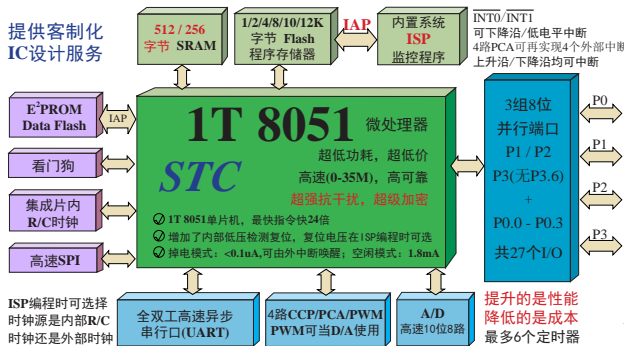 提供客制化
IC设计服务
512 / 256
字节 SRAM
1/2/4/8/10/12K
字节 Flash
程序存储器
IAP
内置系统
ISP
监控程序
INT0/INT1
可下降沿/低电平中断
4路PCA可再实现4个外部中断
上升沿/下降沿均可中断
E²PROM
Data Flash
IAP
看门狗
集成片内
R/C时钟
高速SPI
1T 8051 微处理器
STC
超低功耗，超低价
高速(0-35M)，高可靠
超强抗干扰，超级加密
1T 8051单片机，最快指令快24倍
增加了内部低压检测复位，复位电压在ISP编程时可选
掉电模式：<0.1uA,可由外中断唤醒；空闲模式：1.8mA
3组8位
并行端口
P1 / P2
P3(无P3.6)
+
P0.0 - P0.3
共27个I/O
P0
P1
P2
P3
ISP编程时可选择
时钟源是内部R/C
时钟还是外部时钟
全双工高速异步
串行口(UART)
4路CCP/PCA/PWM
PWM可当D/A使用
A/D
高速10位8路
提升的是性能
降低的是成本
最多6个定时器